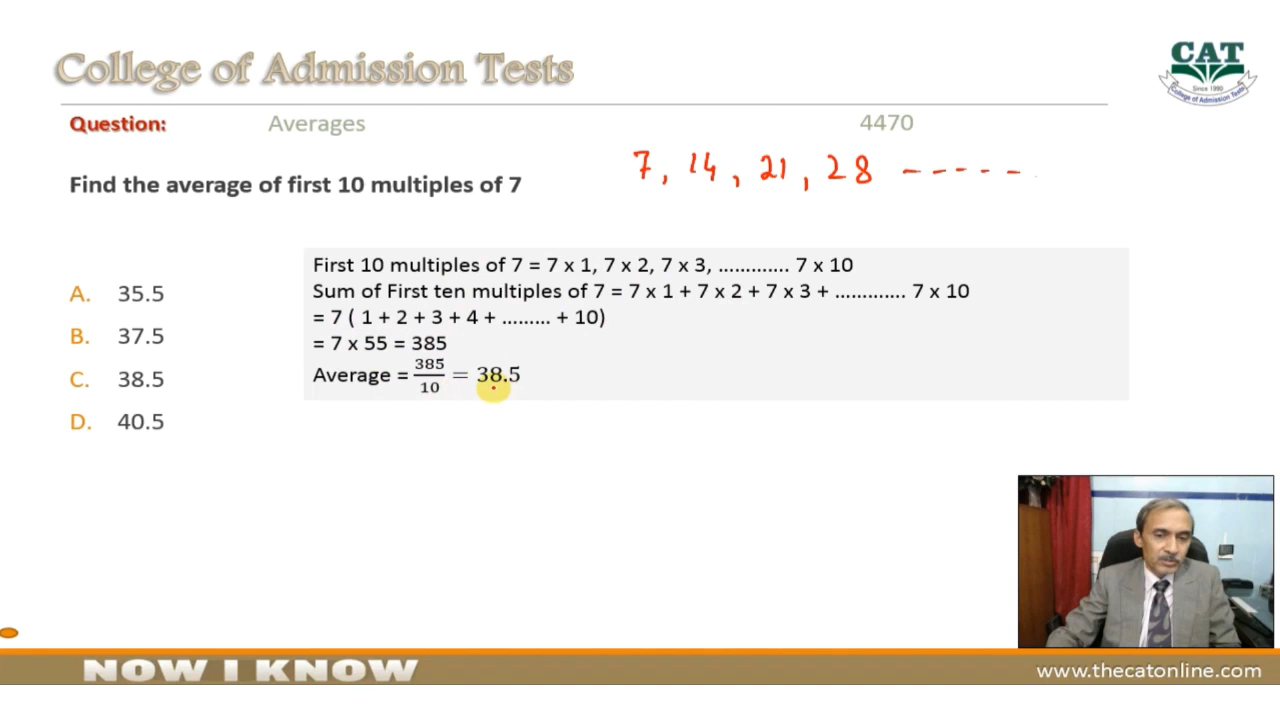 College of Admission Tests
CAT
Since 1990
College of Admission Tests
Question: Averages 4470
7, 14, 21, 28 ------
Find the average of first 10 multiples of 7
First 10 multiples of 7 = 7 x 1, 7 x 2, 7 x 3, ............. 7 x 10
Sum of First ten multiples of 7 = 7 x 1 + 7 x 2 + 7 x 3 + ............. 7 x 10
= 7 ( 1 + 2 + 3 + 4 + ......... + 10)
= 7 x 55 = 385
Average = 385/10 = 38.5
A. 35.5
B. 37.5
C. 38.5
D. 40.5
NOW I KNOW
www.thecatonline.com